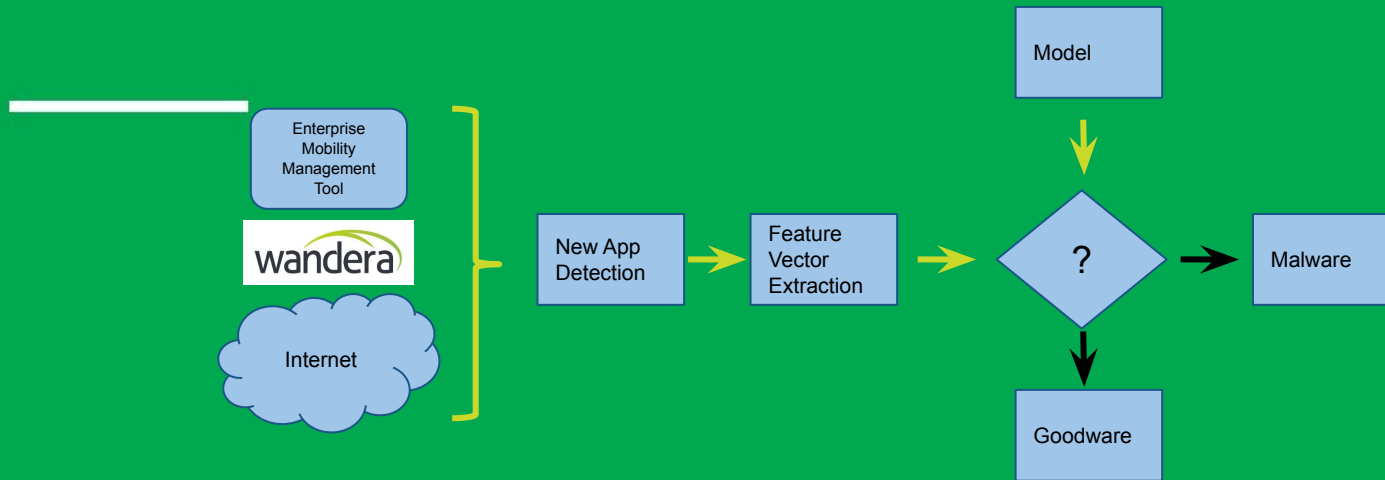 Model
Enterprise
Mobility
Management
Tool
wandera
New App
Detection
Feature
Vector
Extraction
?
Malware
Internet
Goodware